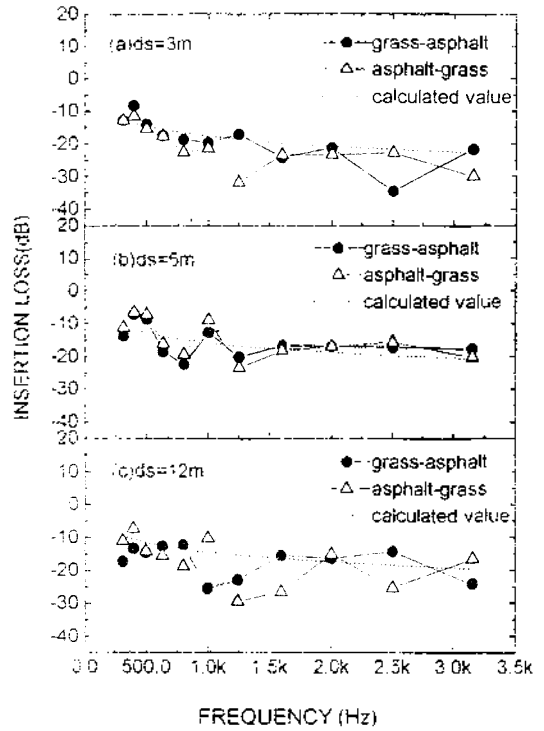 20
10
0
-10
-20
-30
-40
(a)ds=3m
grass-asphalt
asphalt-grass
calculated value
20
10
0
-10
-20
-30
-40
(b)ds=5m
grass-asphalt
asphalt-grass
calculated value
20
10
0
-10
-20
-30
-40
(c)ds=12m
grass-asphalt
asphalt-grass
calculated value
INSERTION LOSS(dB)
0.0 500.0 1.0k 1.5k 2.0k 2.5k 3.0k 3.5k
FREQUENCY (Hz)